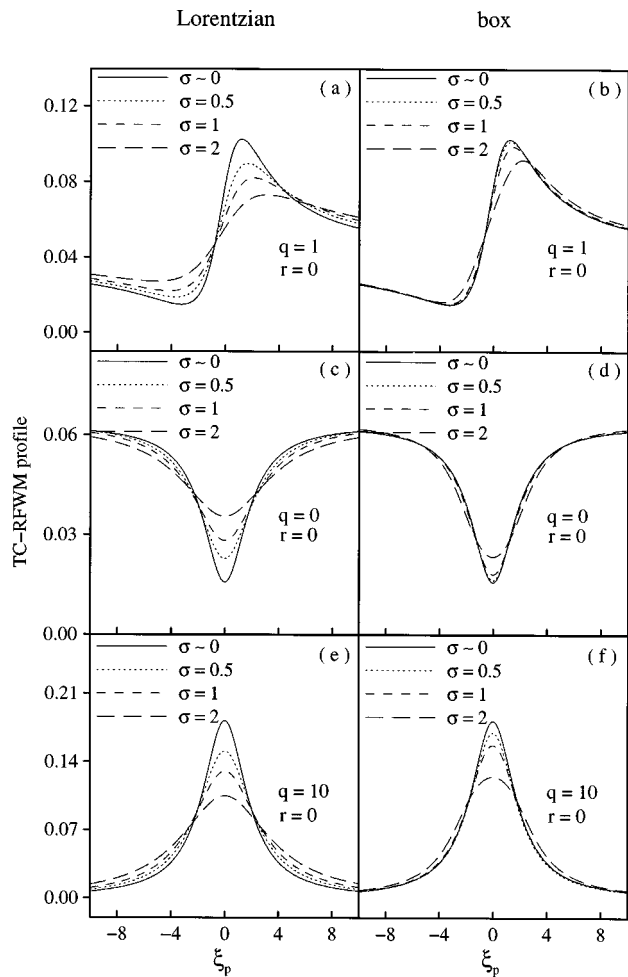 Lorentzian
box
σ ~ 0
σ = 0.5
σ = 1
σ = 2
( a )
q = 1
r = 0
σ ~ 0
σ = 0.5
σ = 1
σ = 2
( b )
q = 1
r = 0
0.12
0.08
0.04
0.00
σ ~ 0
σ = 0.5
σ = 1
σ = 2
( c )
q = 0
r = 0
σ ~ 0
σ = 0.5
σ = 1
σ = 2
( d )
q = 0
r = 0
0.06
0.03
0.00
TC-RFWM profile
σ ~ 0
σ = 0.5
σ = 1
σ = 2
( e )
q = 10
r = 0
σ ~ 0
σ = 0.5
σ = 1
σ = 2
( f )
q = 10
r = 0
0.21
0.14
0.07
0.00
-8 -4 0 4 8
-8 -4 0 4 8
ξp
ξp